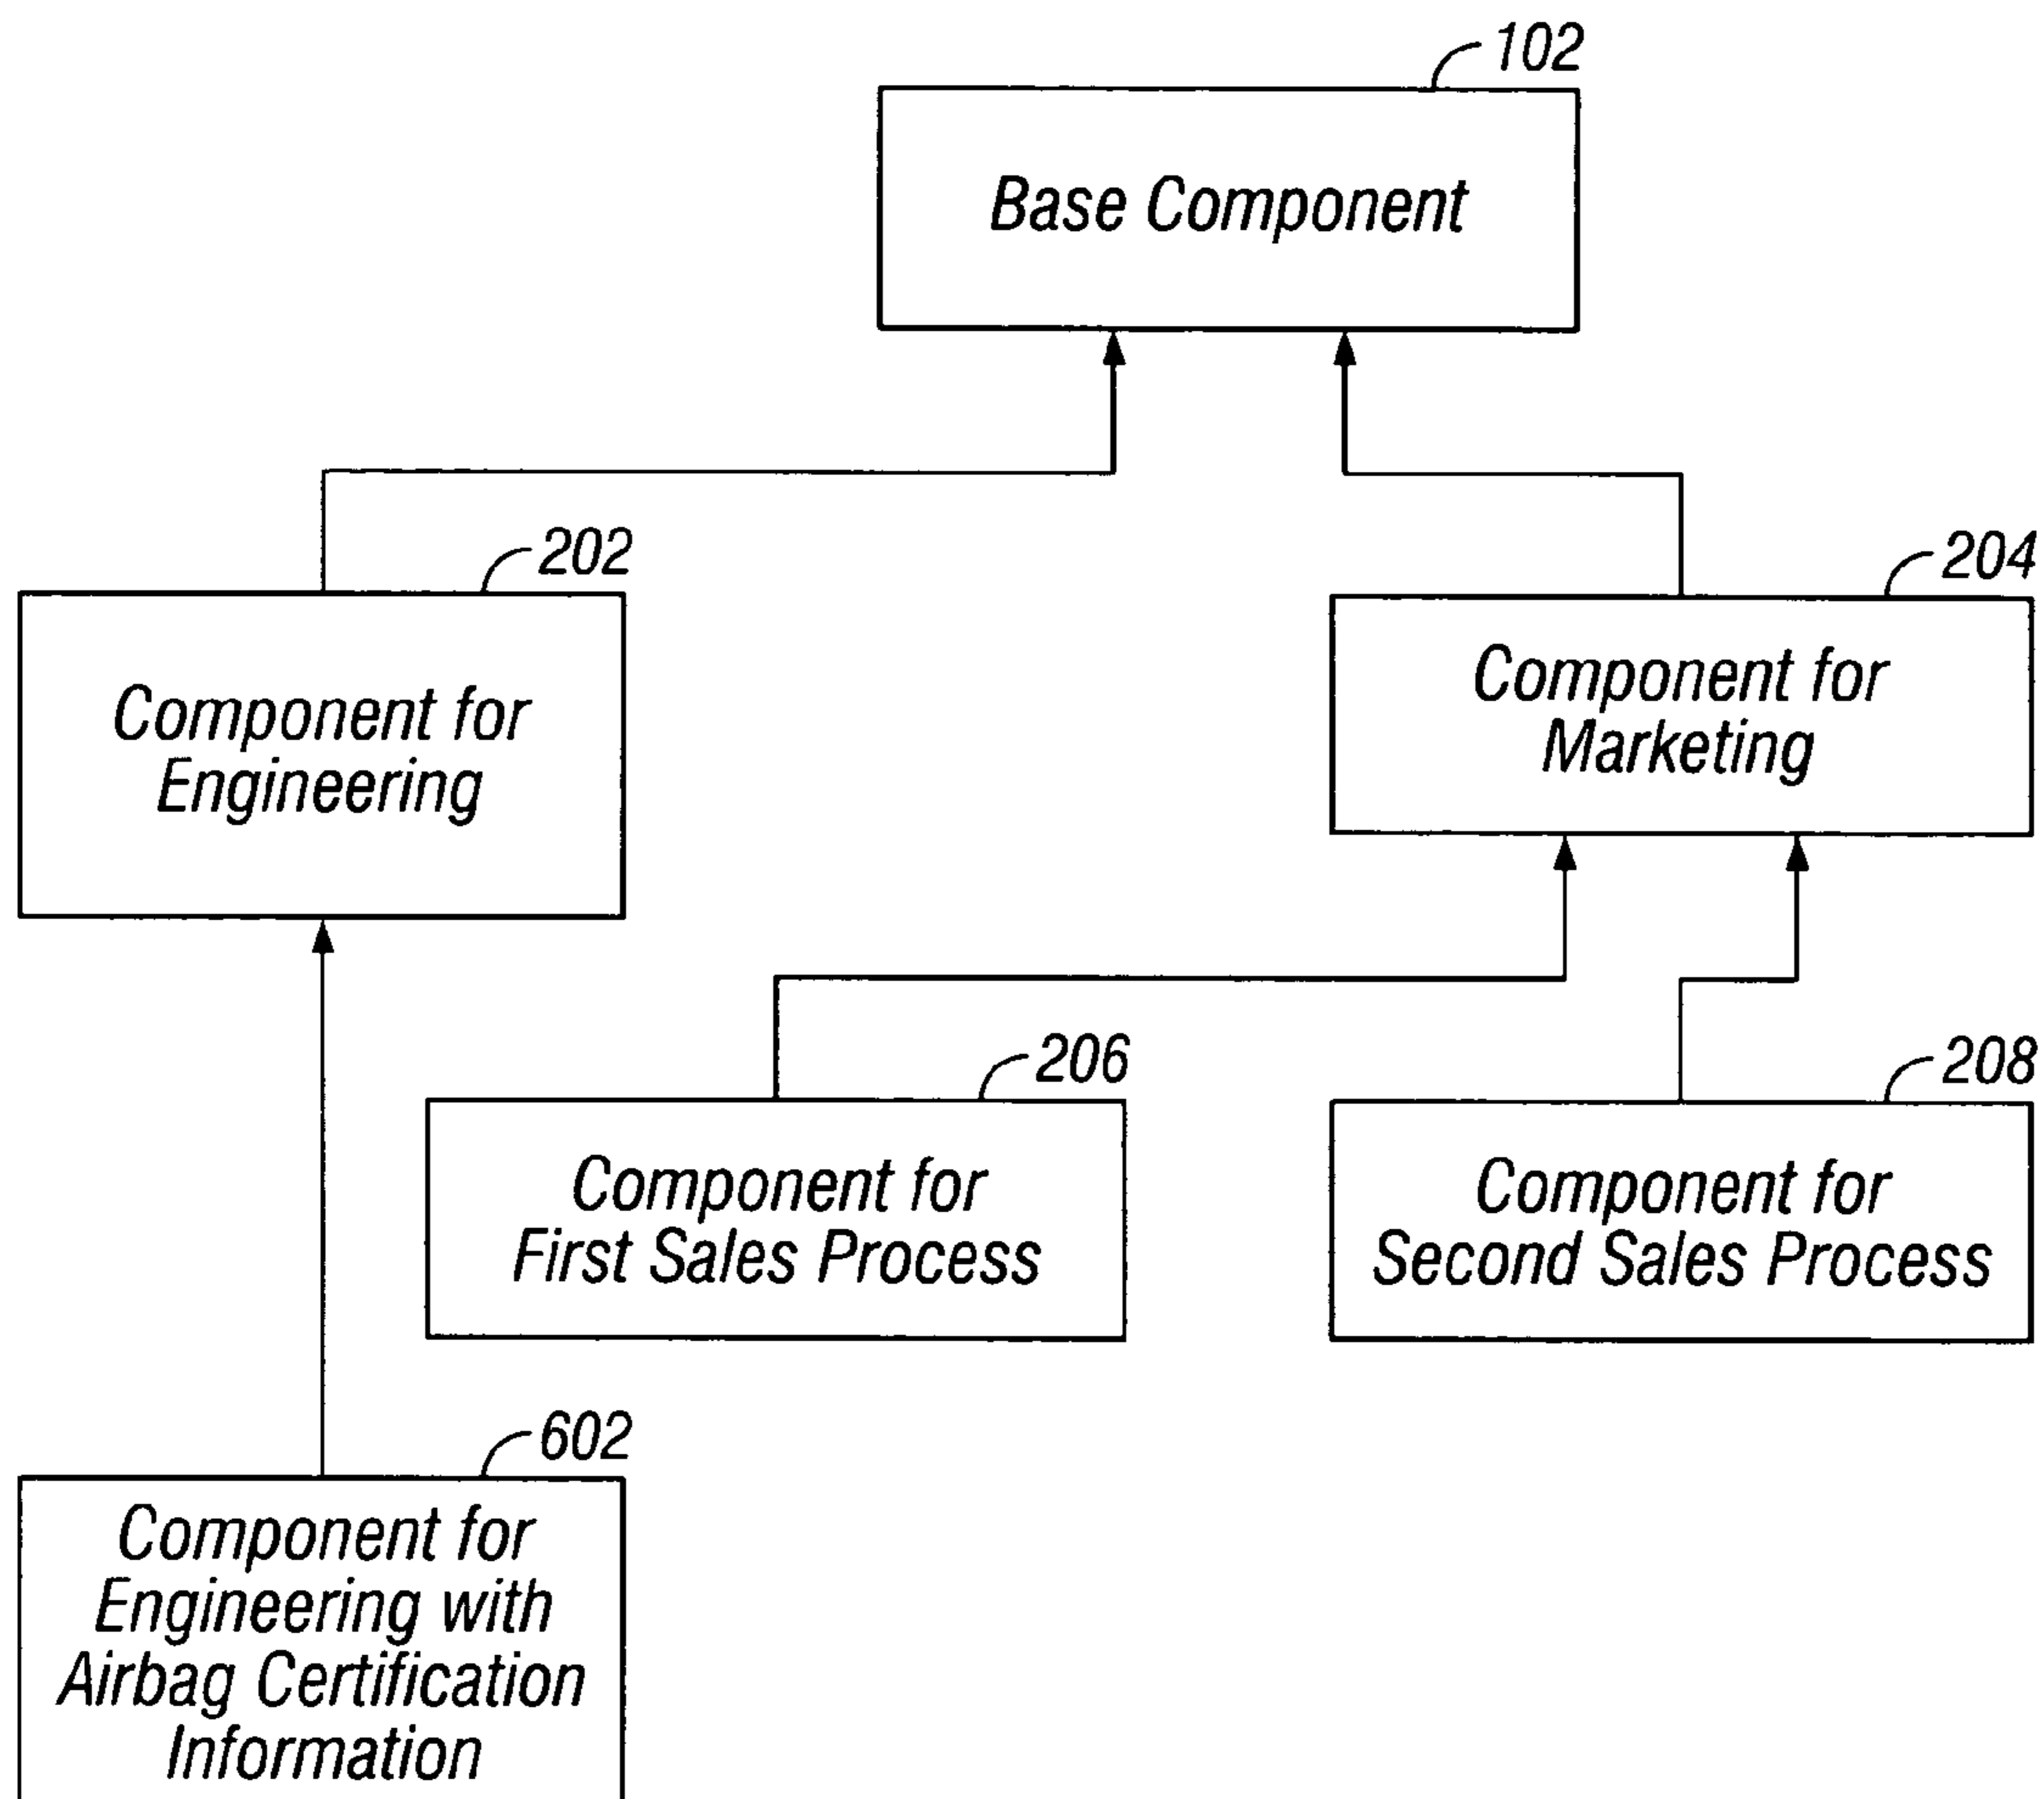 102
Base Component
202
204
Component for
Engineering
Component for
Marketing
206
208
Component for
First Sales Process
Component for
Second Sales Process
602
Component for
Engineering with
Airbag Certification
Information